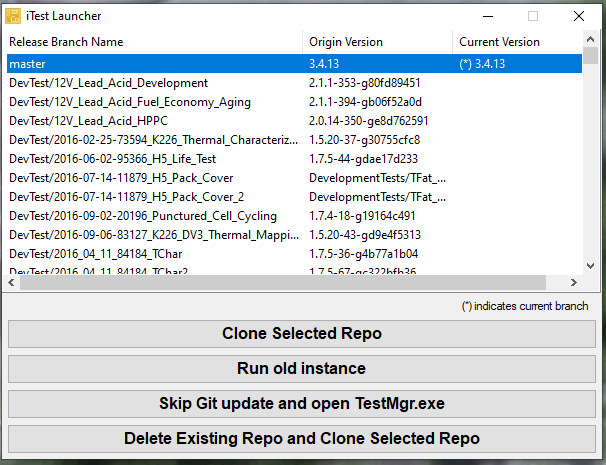 iTest Launcher
Release Branch Name Origin Version Current Version
master 3.4.13 (*) 3.4.13
DevTest/12V_Lead_Acid_Development 2.1.1-353-g80fd89451
DevTest/12V_Lead_Acid_Fuel_Economy_Aging 2.1.1-394-gb06f52a0d
DevTest/12V_Lead_Acid_HPPC 2.0.14-350-ge8d762591
DevTest/2016-02-25-73594_K226_Thermal_Characteriz... 1.5.20-37-g30755cfc8
DevTest/2016-06-02-95366_H5_Life_Test 1.7.5-44-gdae17d233
DevTest/2016-07-14-11879_H5_Pack_Cover DevelopmentTests/TFat_...
DevTest/2016-07-14-11879_H5_Pack_Cover_2 DevelopmentTests/TFat_...
DevTest/2016-09-02-20196_Punctured_Cell_Cycling 1.7.4-18-g19164c491
DevTest/2016-09-06-83127_K226_DV3_Thermal_Mappi... 1.5.20-43-gd9e4f5313
DevTest/2016_04_11_84184_TChar 1.7.5-36-g4b77a1b04
DevTest/2016_04_11_84184_TChar2 1.7.5-67-gc322bfb36
(*) indicates current branch
Clone Selected Repo
Run old instance
Skip Git update and open TestMgr.exe
Delete Existing Repo and Clone Selected Repo